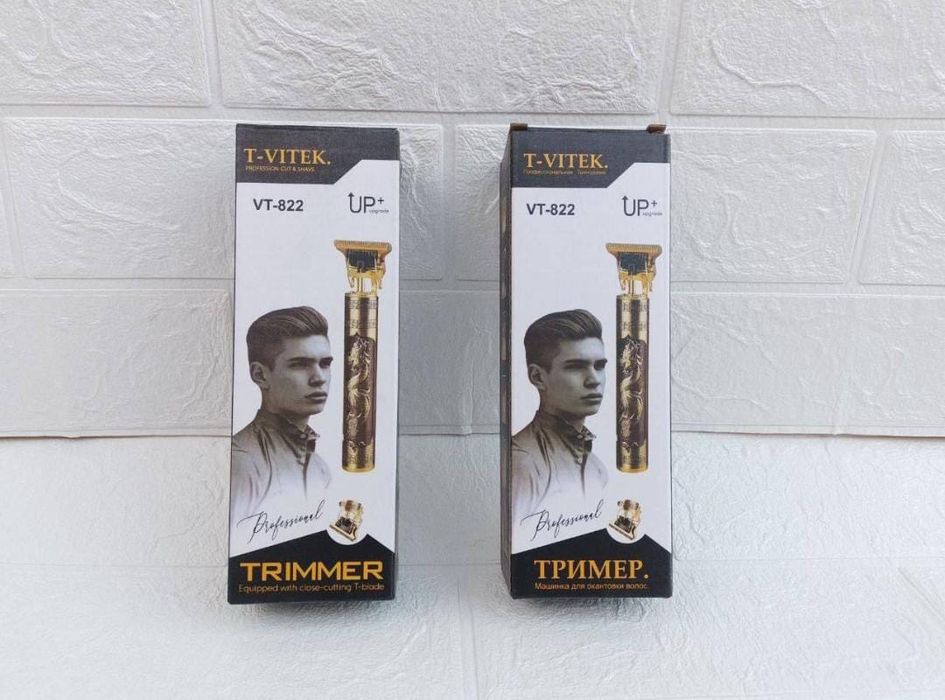 T-VITEK.
PROFESSION CUT & SHAVE
VT-822
UP+
upgrade
Professional
TRIMMER
Equipped with close-cutting T-blade
T-VITEK.
VT-822
UP+
upgrade
Professional
ТРИМЕР.
Машинка для окантовки волос.